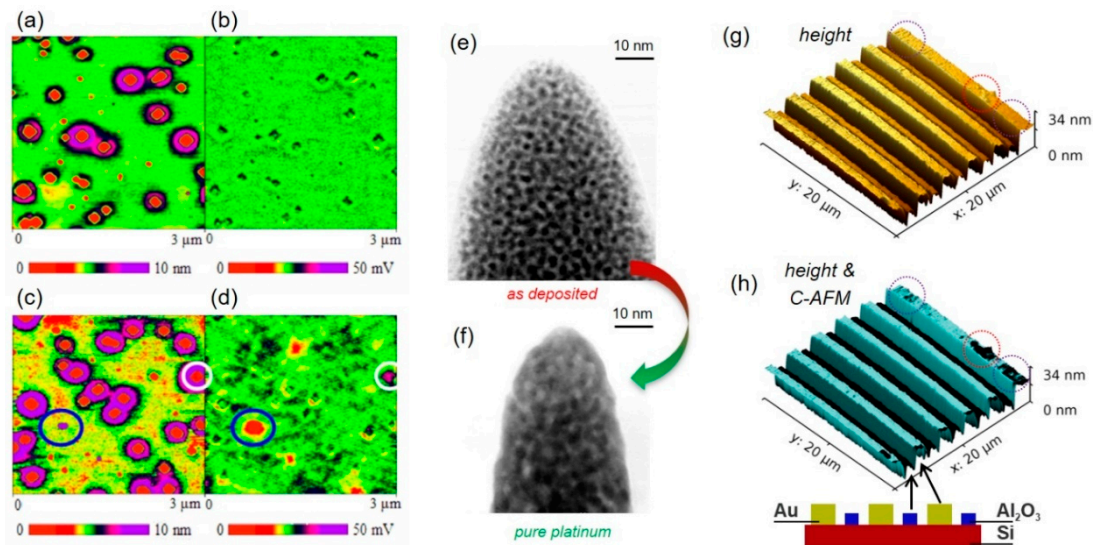 (a)
(b)
0
3 µm
0
3 µm
0
10 nm
0
50 mV
(c)
(d)
0
3 µm
0
3 µm
0
10 nm
0
50 mV
(e)
10 nm
as deposited
(f)
10 nm
pure platinum
(g)
height
34 nm
0 nm
y: 20 µm
x: 20 µm
(h)
height &
C-AFM
34 nm
0 nm
y: 20 µm
x: 20 µm
Au
Al₂O₃
Si